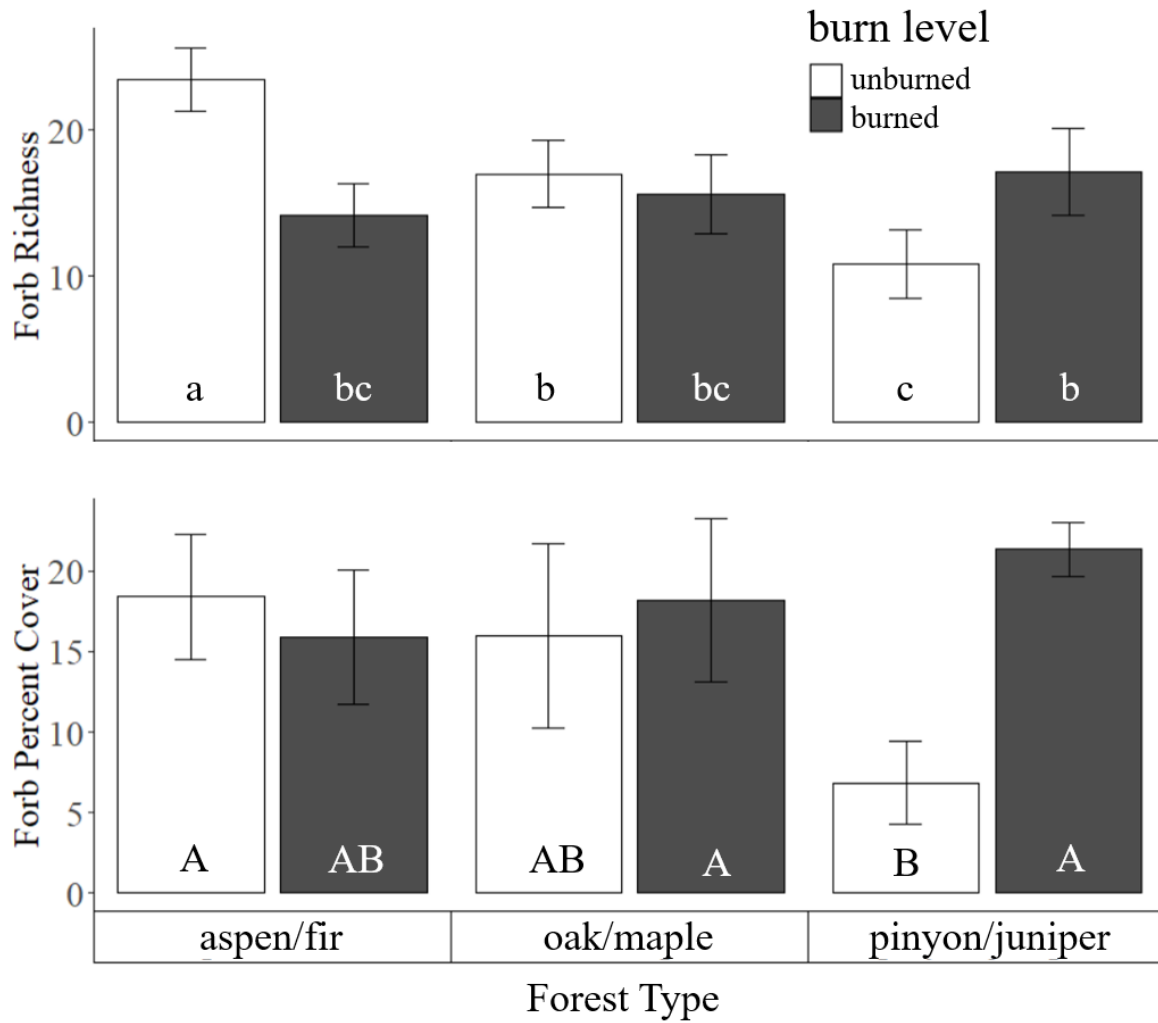 burn level
unburned
burned
Forb Richness
20
10
0
a
bc
b
bc
c
b
Forb Percent Cover
20
15
10
5
0
A
AB
AB
A
B
A
aspen/fir
oak/maple
pinyon/juniper
Forest Type